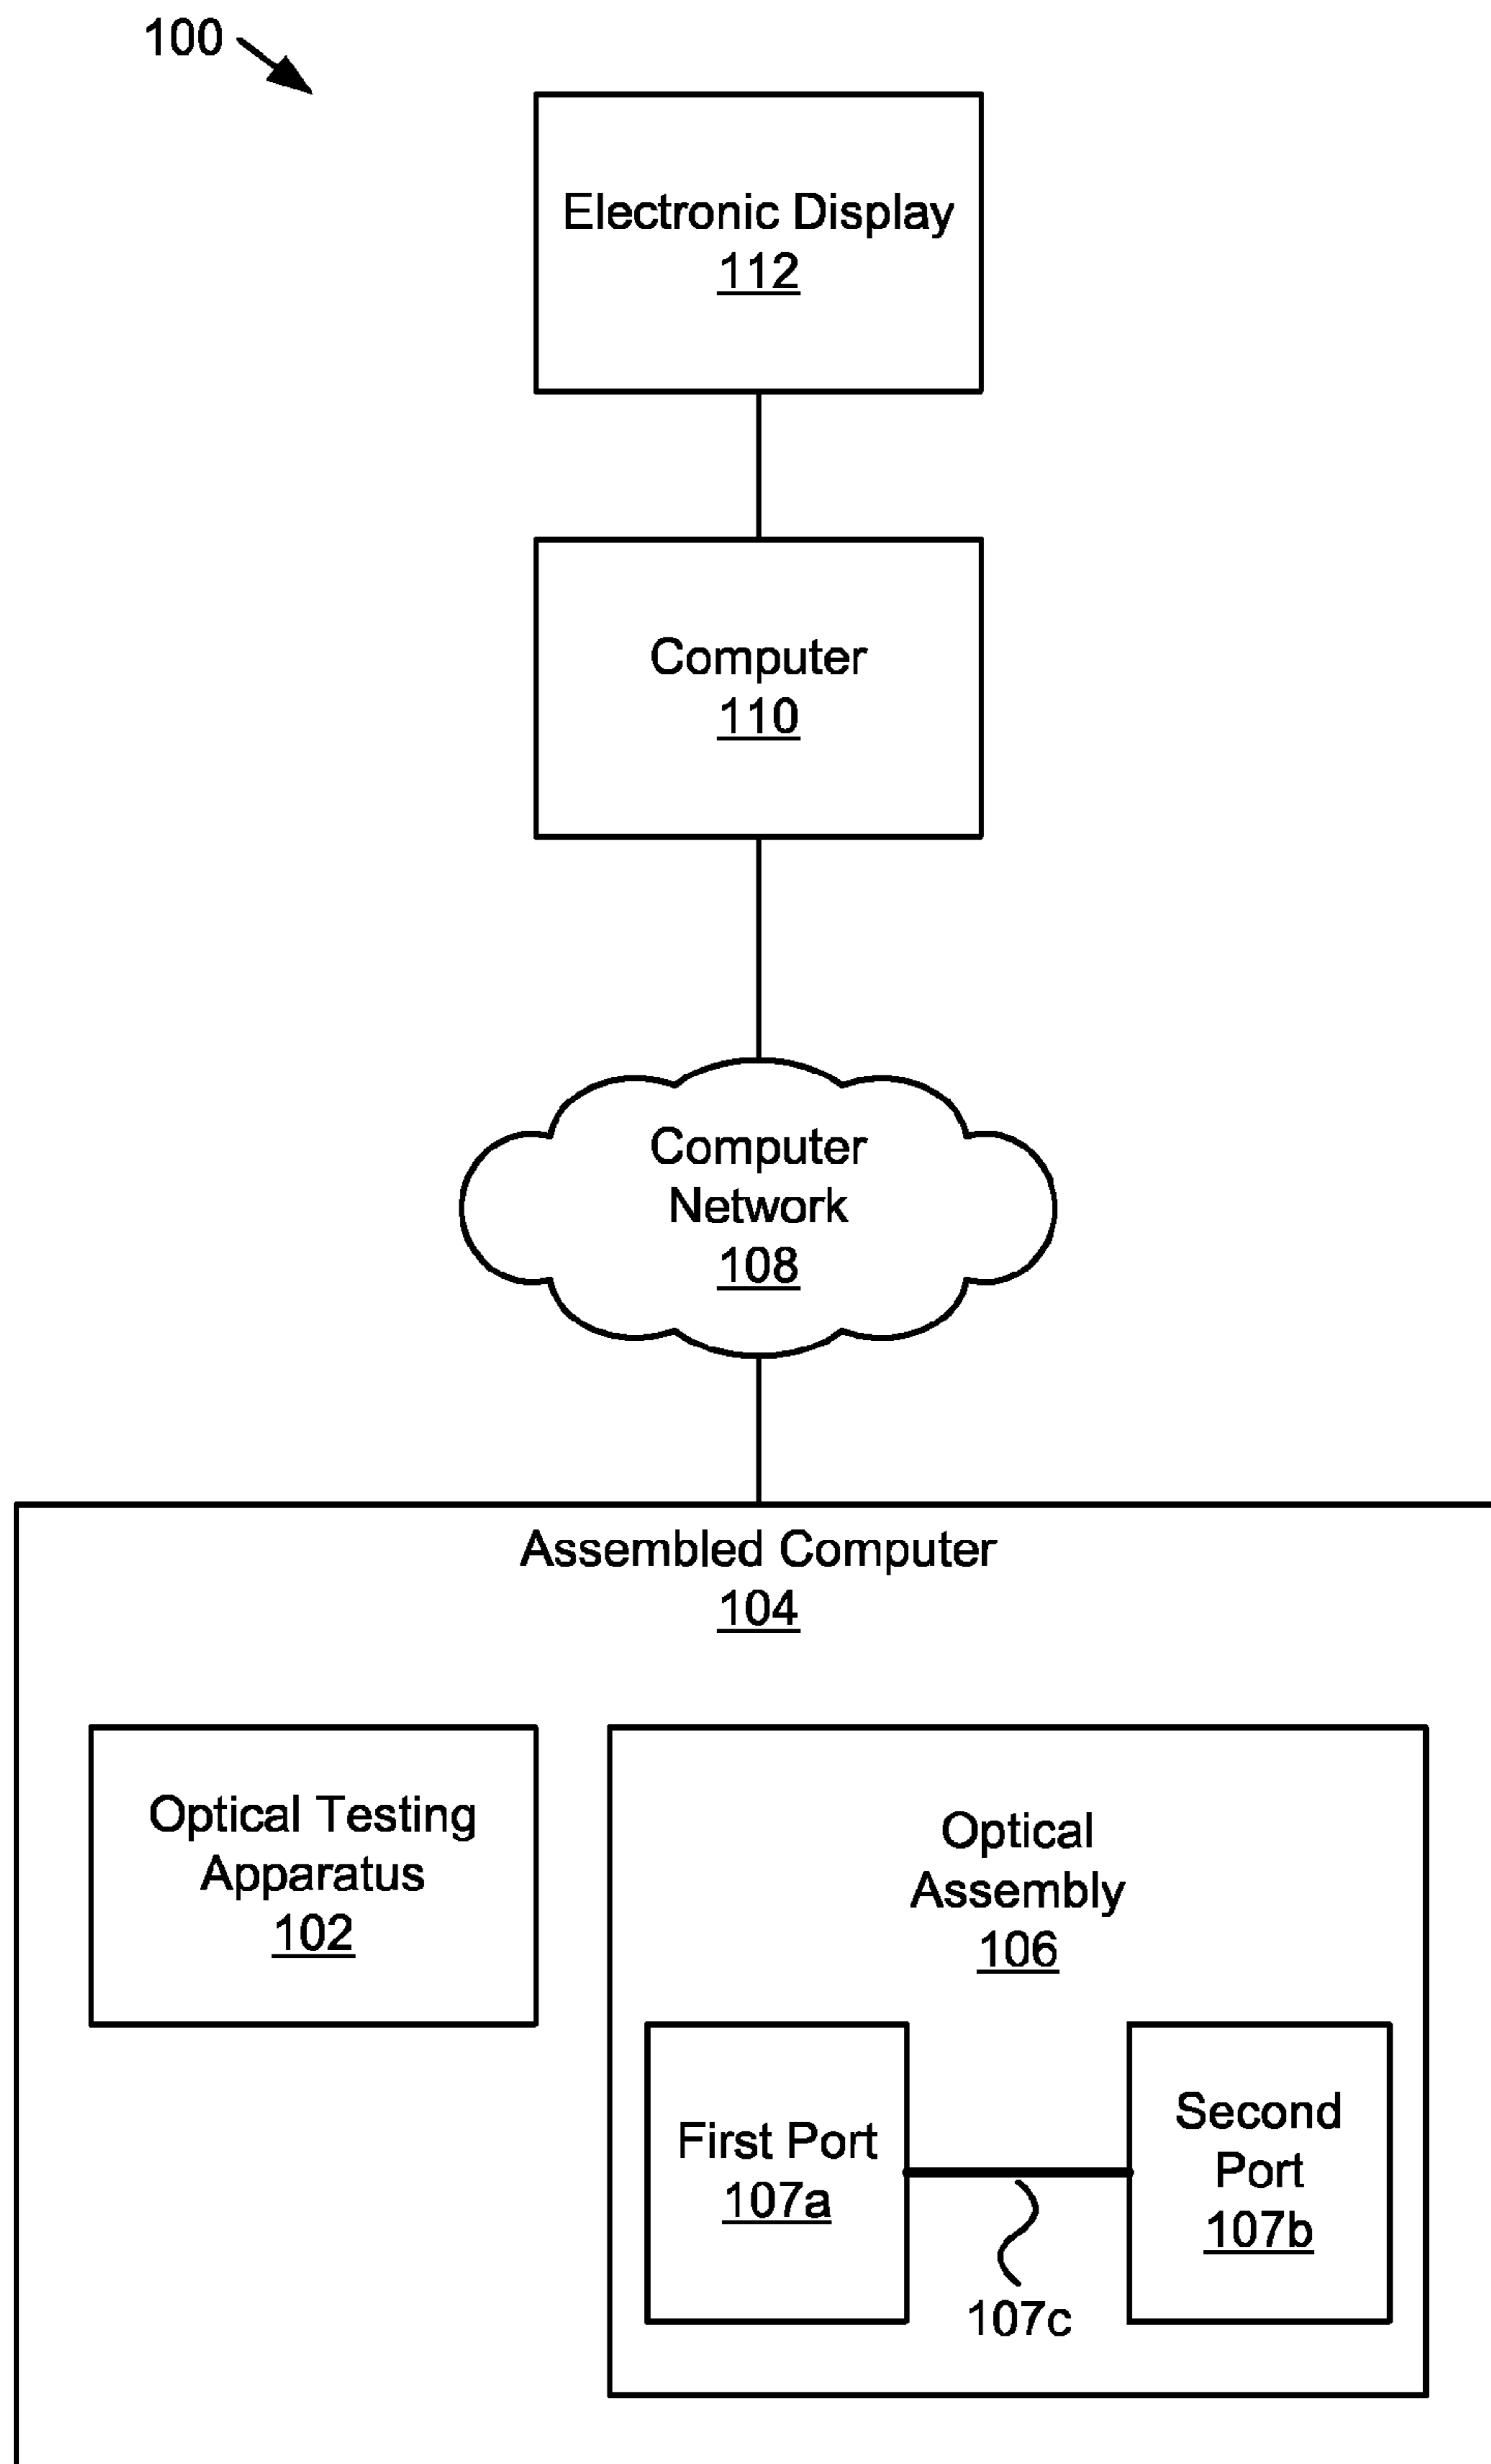 100
Electronic Display
112
Computer
110
Computer
Network
108
Assembled Computer
104
Optical Testing
Apparatus
102
Optical
Assembly
106
First Port
107a
Second
Port
107b
107c